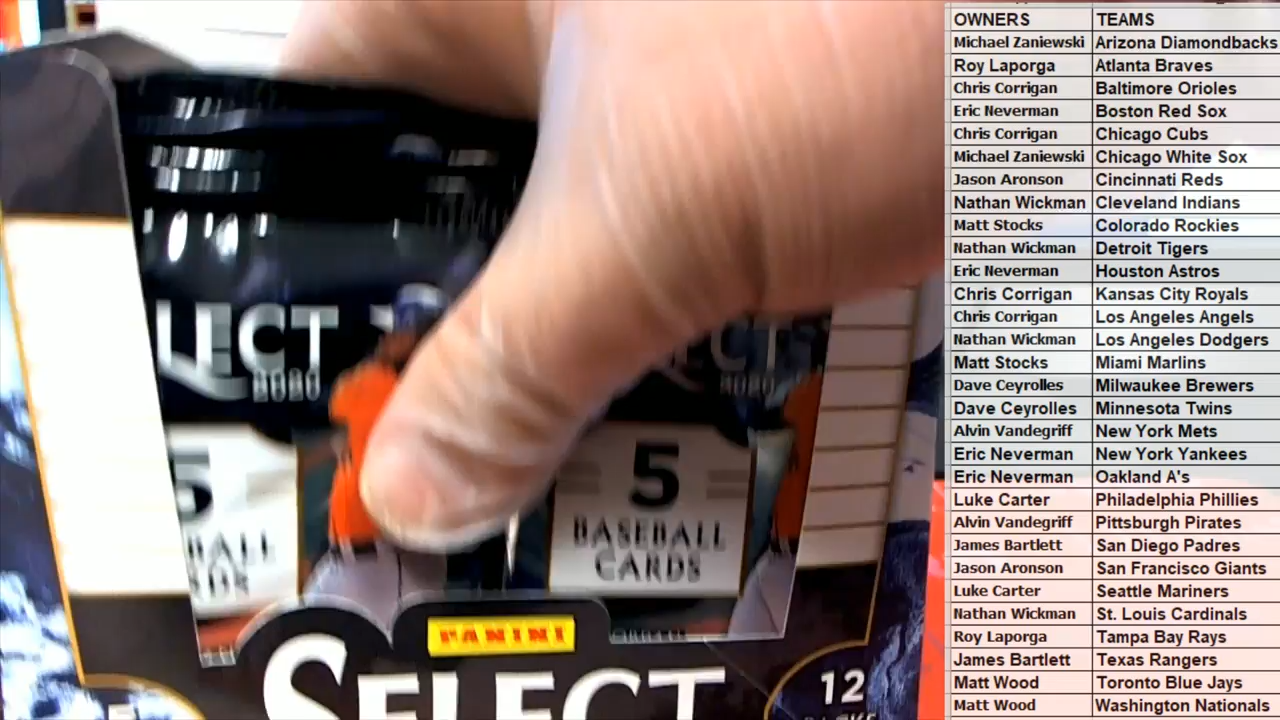 OWNERS TEAMS
Michael Zaniewski Arizona Diamondbacks
Roy Laporga Atlanta Braves
Chris Corrigan Baltimore Orioles
Eric Neverman Boston Red Sox
Chris Corrigan Chicago Cubs
Michael Zaniewski Chicago White Sox
Jason Aronson Cincinnati Reds
Nathan Wickman Cleveland Indians
Matt Stocks Colorado Rockies
Nathan Wickman Detroit Tigers
Eric Neverman Houston Astros
Chris Corrigan Kansas City Royals
Chris Corrigan Los Angeles Angels
Nathan Wickman Los Angeles Dodgers
Matt Stocks Miami Marlins
Dave Ceyrolles Milwaukee Brewers
Dave Ceyrolles Minnesota Twins
Alvin Vandegriff New York Mets
Eric Neverman New York Yankees
Eric Neverman Oakland A's
Luke Carter Philadelphia Phillies
Alvin Vandegriff Pittsburgh Pirates
James Bartlett San Diego Padres
Jason Aronson San Francisco Giants
Luke Carter Seattle Mariners
Nathan Wickman St. Louis Cardinals
Roy Laporga Tampa Bay Rays
James Bartlett Texas Rangers
Matt Wood Toronto Blue Jays
Matt Wood Washington Nationals
LECT
2020
ECT
2020
5
BALL
RDS
5
BASEBALL
CARDS
PANINI
SELECT
12